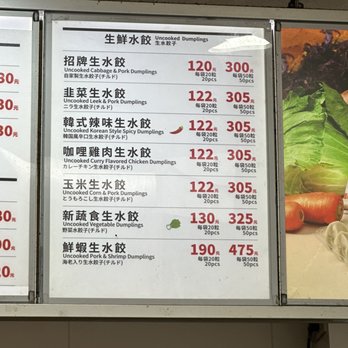 生鮮水餃 Uncooked Dumplings
生水餃子
招牌生水餃 120元 300元
Uncooked Cabbage & Pork Dumplings 每袋20粒 每袋50粒
自家製生水餃子(チルド) 20pcs 50pcs
韭菜生水餃 122元 305元
Uncooked Leek & Pork Dumplings 每袋20粒 每袋50粒
ニラ生水餃子(チルド) 20pcs 50pcs
韓式辣味生水餃 122元 305元
Uncooked Korean Style Spicy Dumplings 每袋20粒 每袋50粒
韓国風辛口生水餃子(チルド) 20pcs 50pcs
咖哩雞肉生水餃 122元 305元
Uncooked Curry Flavored Chicken Dumplings 每袋20粒 每袋50粒
カレーチキン生水餃子(チルド) 20pcs 50pcs
玉米生水餃 122元 305元
Uncooked Corn & Pork Dumplings 每袋20粒 每袋50粒
とうもろこし生水餃子(チルド) 20pcs 50pcs
新蔬食生水餃 130元 325元
Uncooked Vegetable Dumplings 每袋20粒 每袋50粒
野菜水餃子(チルド) 20pcs 50pcs
鮮蝦生水餃 190元 475元
Uncooked Pork & Shrimp Dumplings 每袋20粒 每袋50粒
海老入り生水餃子(チルド) 20pcs 50pcs